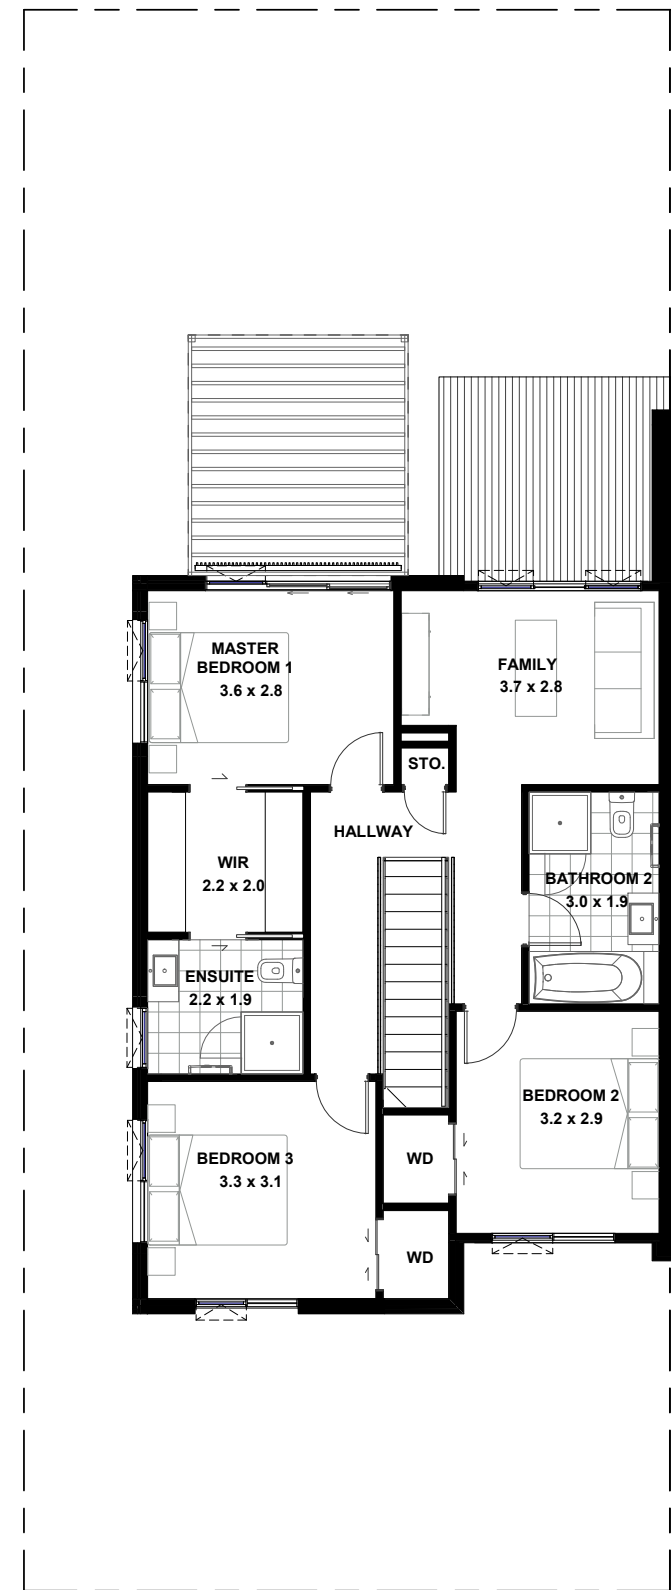 MASTER
BEDROOM 1
3.6 x 2.8
FAMILY
3.7 x 2.8
STO.
HALLWAY
WIR
2.2 x 2.0
BATHROOM 2
3.0 x 1.9
ENSUITE
2.2 x 1.9
BEDROOM 2
3.2 x 2.9
BEDROOM 3
3.3 x 3.1
WD
WD